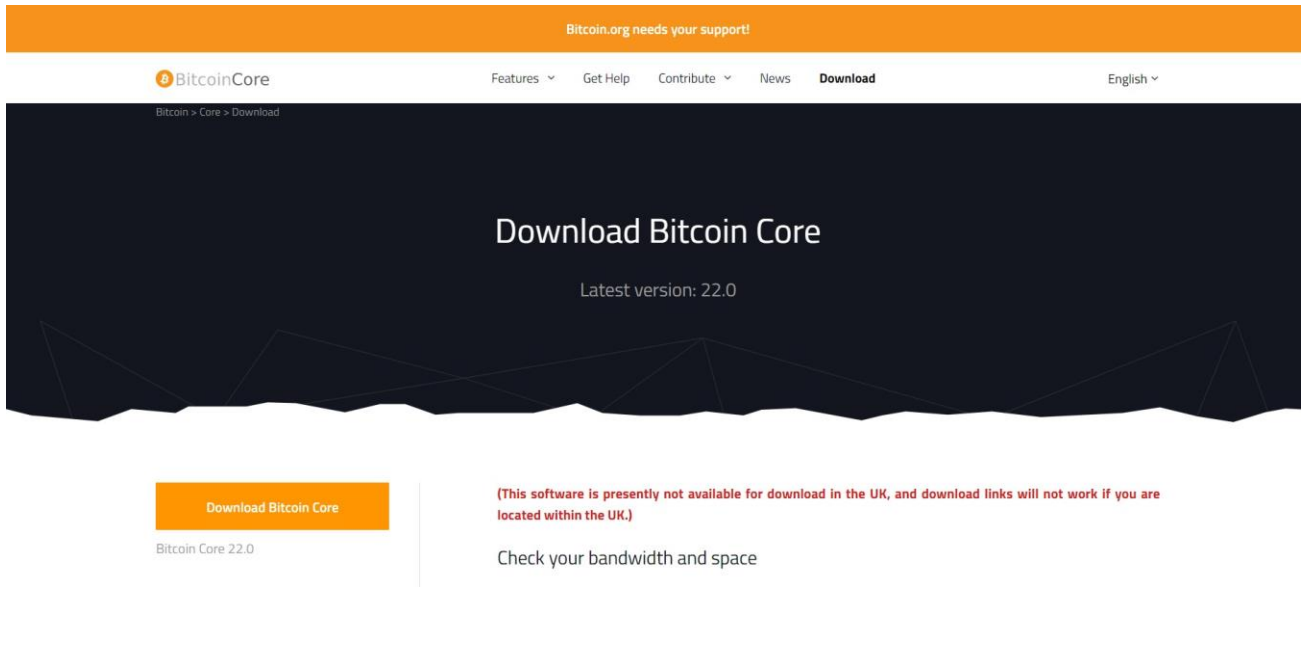 Bitcoin.org needs your support!
BitcoinCore
Features Get Help Contribute News Download English
Bitcoin > Core > Download
Download Bitcoin Core
Latest version: 22.0
Download Bitcoin Core
Bitcoin Core 22.0
(This software is presently not available for download in the UK, and download links will not work if you are
located within the UK.)
Check your bandwidth and space